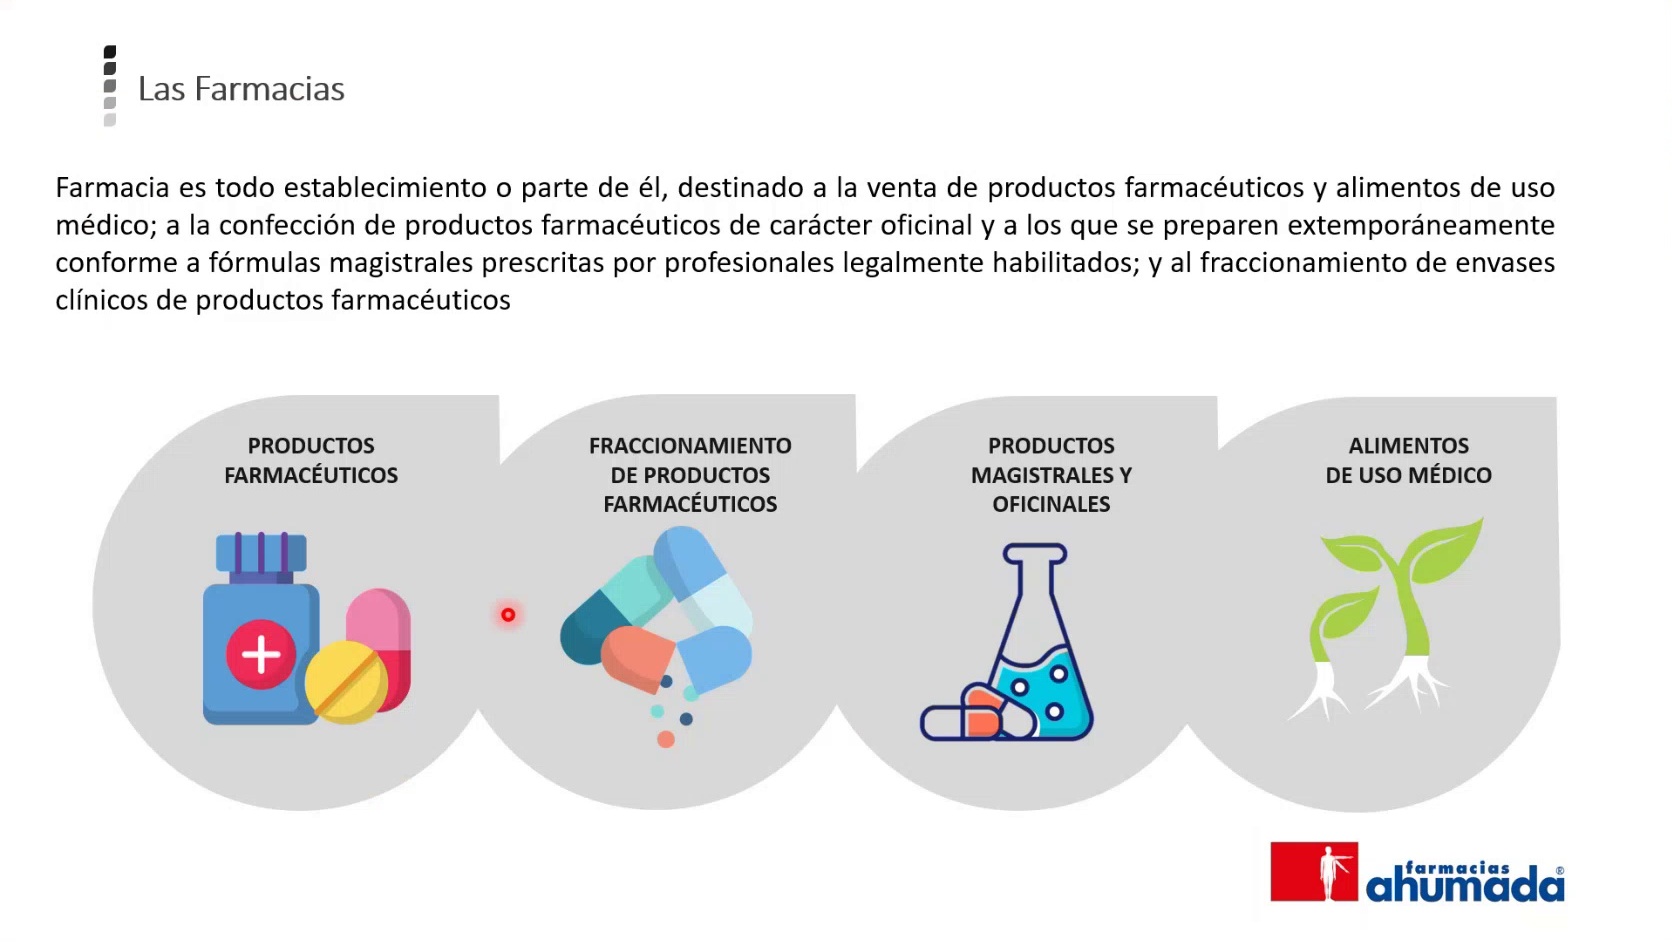 Las Farmacias
Farmacia es todo establecimiento o parte de él, destinado a la venta de productos farmacéuticos y alimentos de uso
médico; a la confección de productos farmacéuticos de carácter oficinal y a los que se preparen extemporáneamente
conforme a fórmulas magistrales prescritas por profesionales legalmente habilitados; y al fraccionamiento de envases
clínicos de productos farmacéuticos
PRODUCTOS
FARMACÉUTICOS
FRACCIONAMIENTO
DE PRODUCTOS
FARMACÉUTICOS
PRODUCTOS
MAGISTRALES Y
OFICINALES
ALIMENTOS
DE USO MÉDICO
farmacias
ahumada®